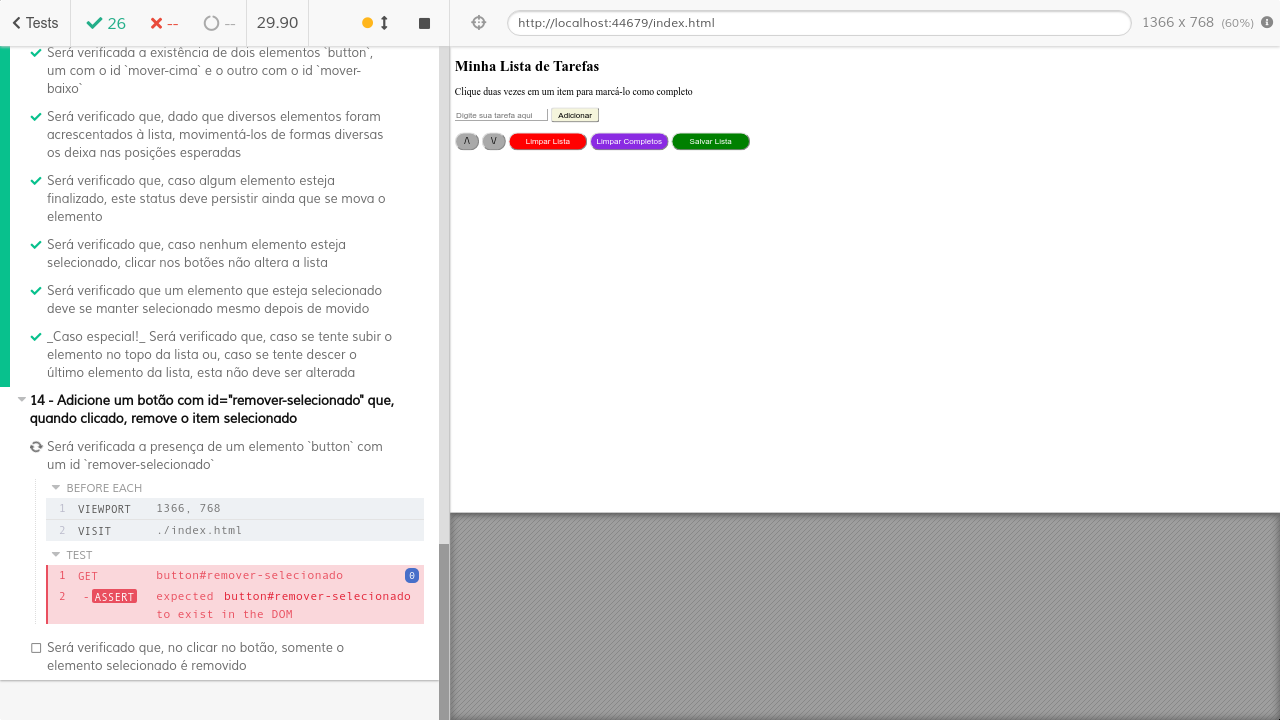 Tests
26
--
--
29.90
http://localhost:44679/index.html
1366 x 768 (60%)
Será verificada a existência de dois elementos `button`,
um com o id `mover-cima` e o outro com o id `mover-
baixo`
Será verificado que, dado que diversos elementos foram
acrescentados à lista, movimentá-los de formas diversas
os deixa nas posições esperadas
Será verificado que, caso algum elemento esteja
finalizado, este status deve persistir ainda que se mova o
elemento
Será verificado que, caso nenhum elemento esteja
selecionado, clicar nos botões não altera a lista
Será verificado que um elemento que esteja selecionado
deve se manter selecionado mesmo depois de movido
_Caso especial!_ Será verificado que, caso se tente subir o
elemento no topo da lista ou, caso se tente descer o
último elemento da lista, esta não deve ser alterada
14 - Adicione um botão com id="remover-selecionado" que,
quando clicado, remove o item selecionado
Será verificada a presença de um elemento `button` com
um id `remover-selecionado`
BEFORE EACH
1 VIEWPORT 1366, 768
2 VISIT ./index.html
TEST
1 GET button#remover-selecionado 0
2 -ASSERT expected button#remover-selecionado
to exist in the DOM
Será verificado que, no clicar no botão, somente o
elemento selecionado é removido
Minha Lista de Tarefas
Clique duas vezes em um item para marcá-lo como completo
Digite sua tarefa aqui Adicionar
Λ V Limpar Lista Limpar Completos Salvar Lista